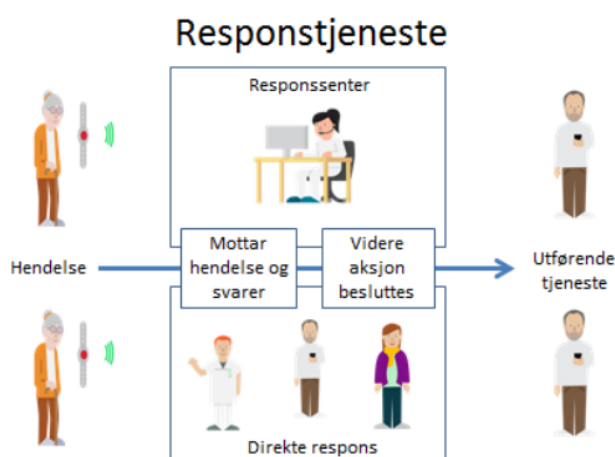 Responstjeneste
Responssenter
Hendelse
Mottar
hendelse og
svarer
Videre
aksjon
besluttes
Utførende
tjeneste
Direkte respons